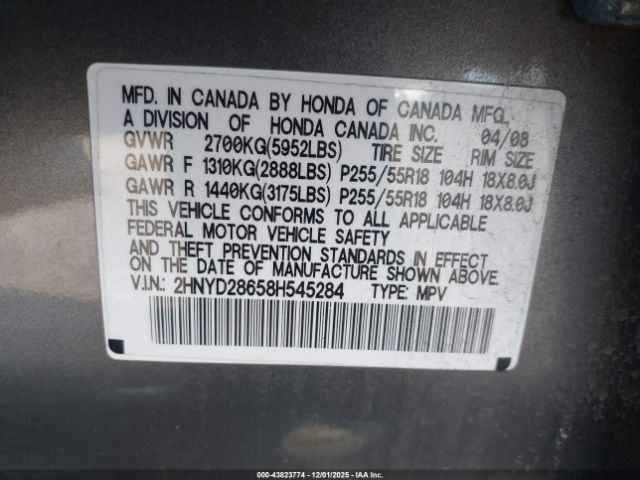 MFD. IN CANADA BY HONDA OF CANADA MFG.,
A DIVISION OF HONDA CANADA INC. 04/08
GVWR 2700KG(5952LBS) TIRE SIZE RIM SIZE
GAWR F 1310KG(2888LBS) P255/55R18 104H 18X8.0J
GAWR R 1440KG(3175LBS) P255/55R18 104H 18X8.0J
THIS VEHICLE CONFORMS TO ALL APPLICABLE
FEDERAL MOTOR VEHICLE SAFETY
AND THEFT PREVENTION STANDARDS IN EFFECT
ON THE DATE OF MANUFACTURE SHOWN ABOVE.
V.I.N.: 2HNYD28658H545284 TYPE: MPV
000-43823774 - 12/01/2025 - IAA Inc.